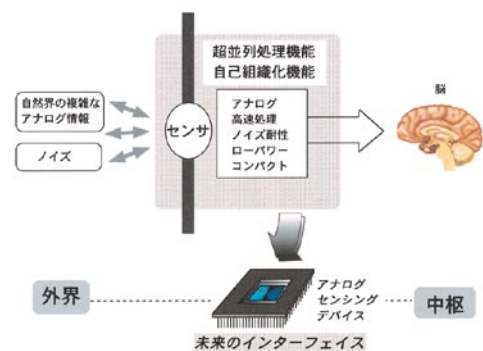 超並列処理機能
自己組織化機能
脳
自然界の複雑な
アナログ情報
ノイズ
センサ
アナログ
高速処理
ノイズ耐性
ローパワー
コンパクト
外界
アナログ
センシング
デバイス
中枢
未来のインターフェイス